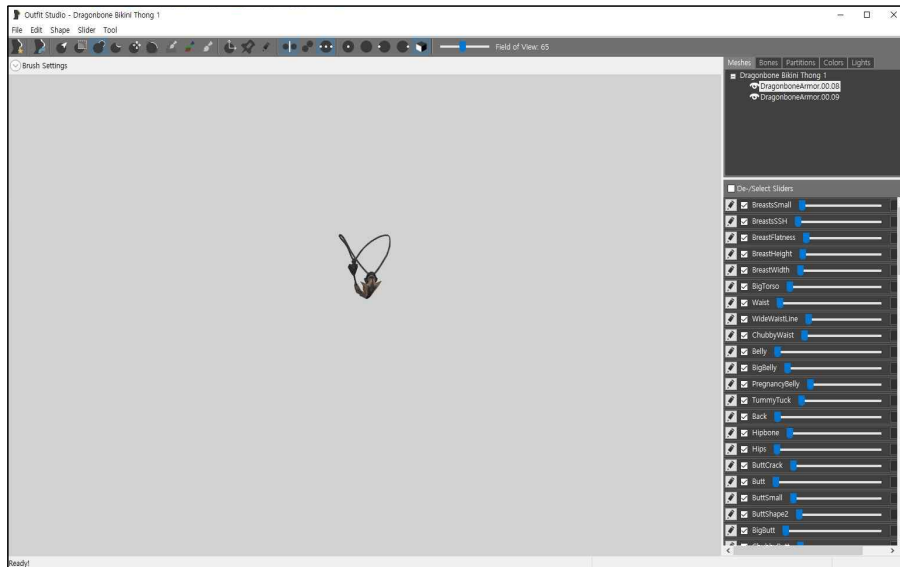 Outfit Studio - Dragonbone Bikini Thong 1
File Edit Shape Slider Tool
Field of View: 65
Brush Settings
Meshes Bones Partitions Colors Lights
Dragonbone Bikini Thong 1
DragonboneArmor.00.08
DragonboneArmor.00.09
De-/Select Sliders
BreastsSmall
BreastsSSH
BreastFlatness
BreastHeight
BreastWidth
BigTorso
Waist
WideWaistLine
ChubbyWaist
Belly
BigBelly
PregnancyBelly
TummyTuck
Back
Hipbone
Hips
ButtCrack
Butt
ButtSmall
ButtShape2
BigButt
Ready!